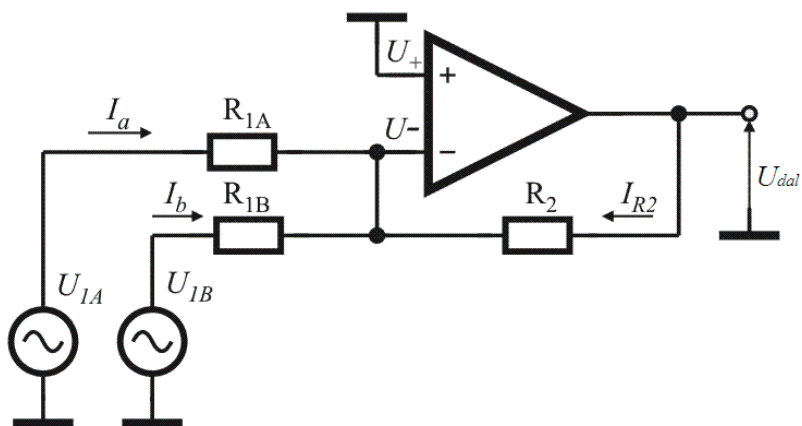 U+
+
Ia
R1A
U-
−
Ib
R1B
R2
IR2
Udal
U1A
U1B